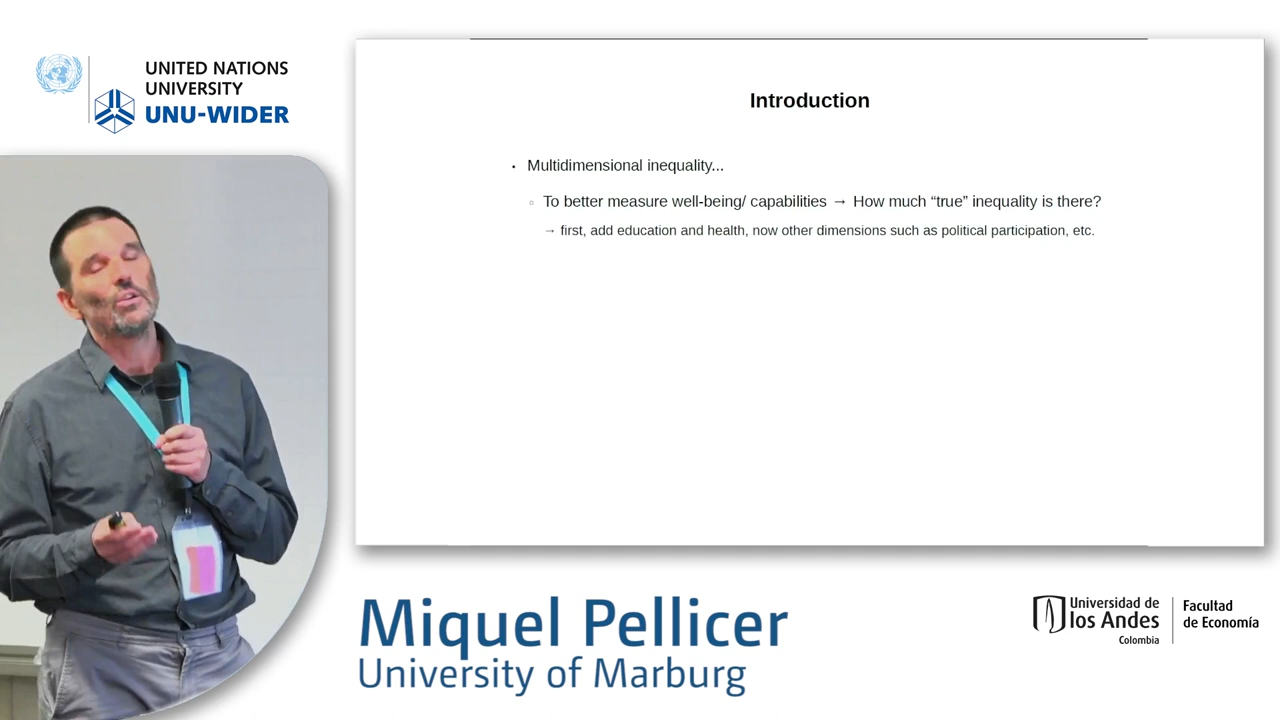 UNITED NATIONS
UNIVERSITY
UNU-WIDER
Introduction
• Multidimensional inequality...
○ To better measure well-being/ capabilities → How much “true” inequality is there?
→ first, add education and health, now other dimensions such as political participation, etc.
Miquel Pellicer
University of Marburg
Universidad de
los Andes
Colombia
Facultad
de Economía